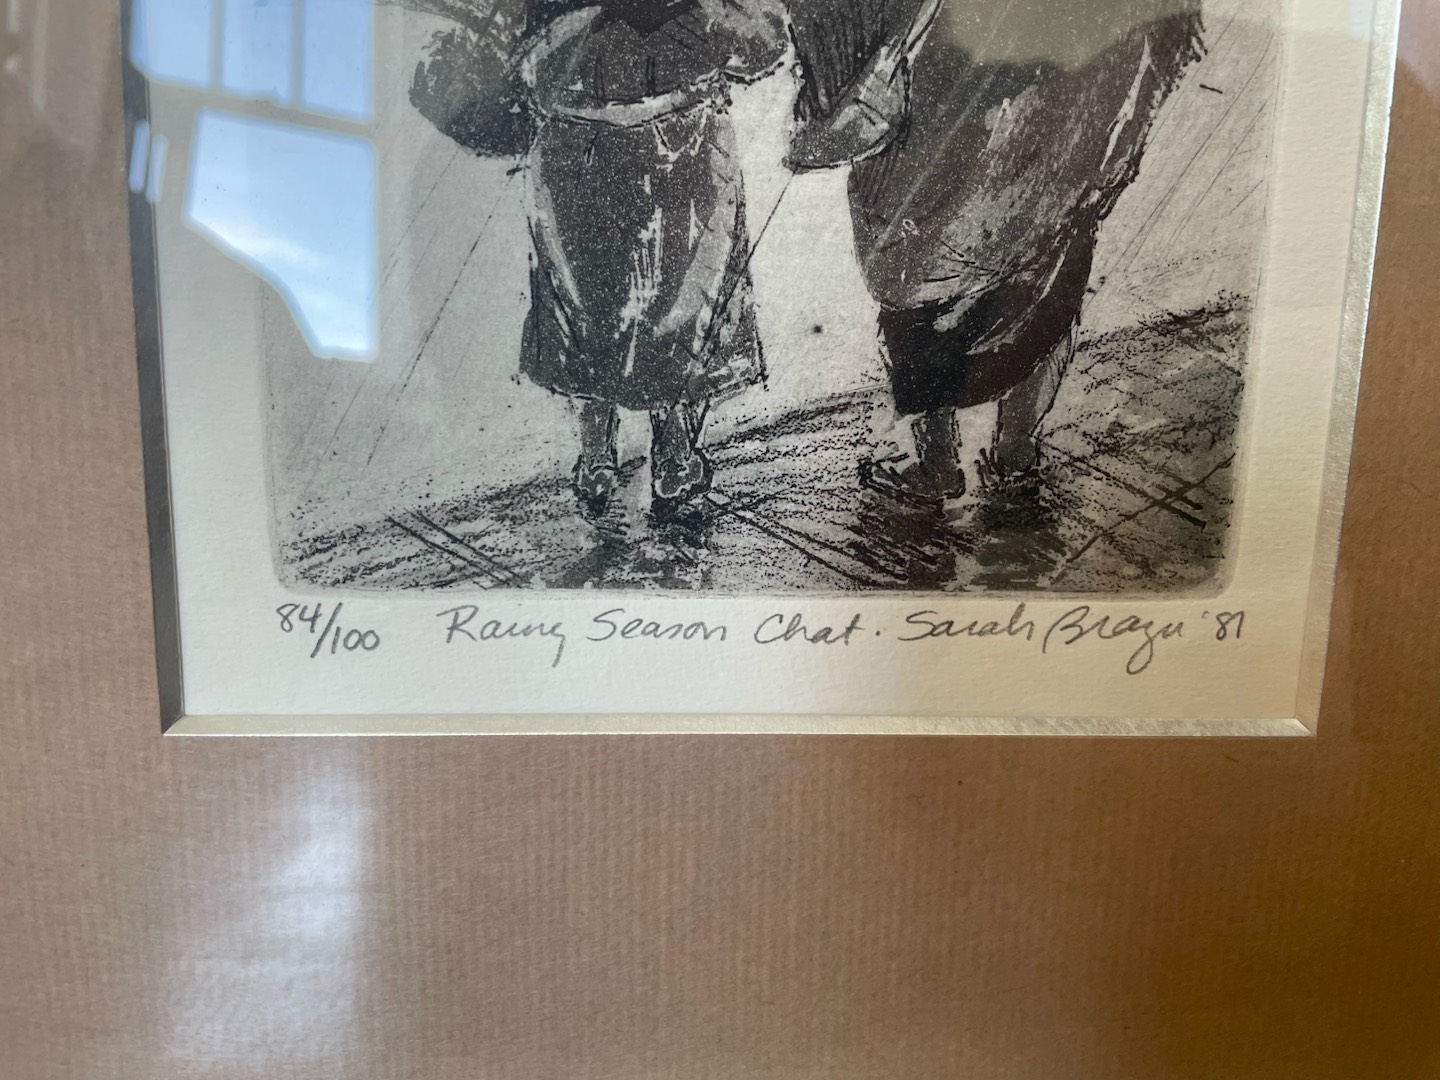 84/100 Rainy Season Chat. Sarah Brayer '81